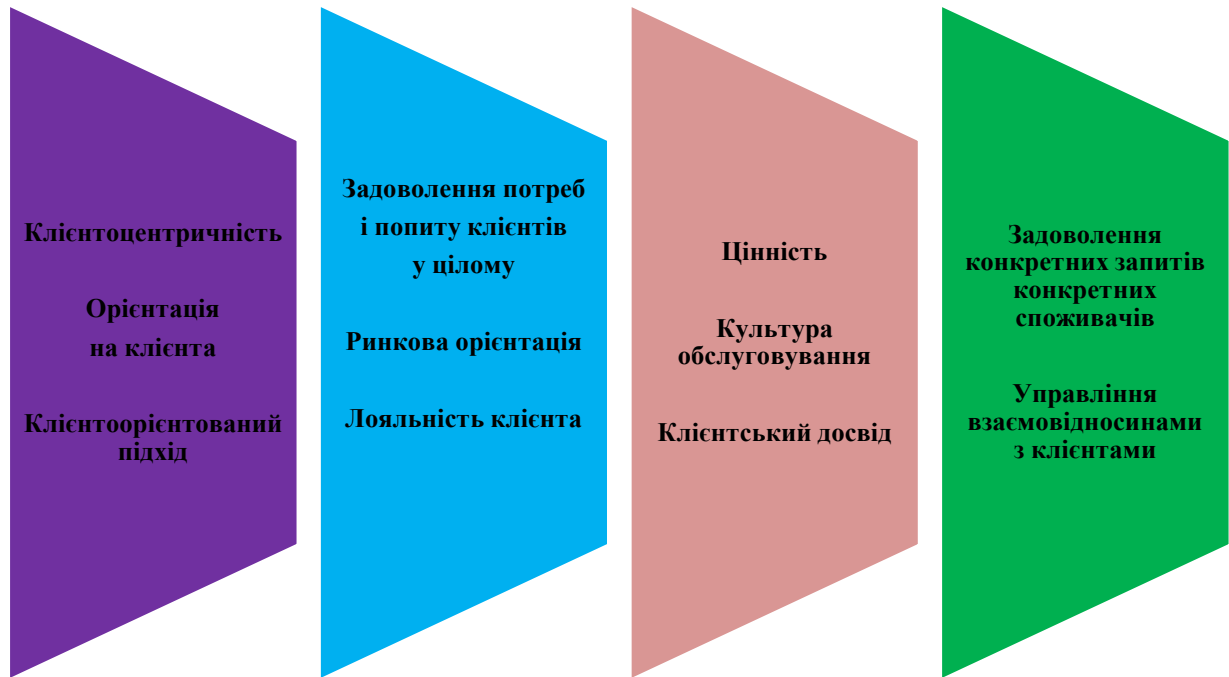 Клієнтоцентричність
Орієнтація
на клієнта
Клієнтоорієнтований
підхід
Задоволення потреб
і попиту клієнтів
у цілому
Ринкова орієнтація
Лояльність клієнта
Цінність
Культура
обслуговування
Клієнтський досвід
Задоволення
конкретних запитів
конкретних
споживачів
Управління
взаємовідносинами
з клієнтами